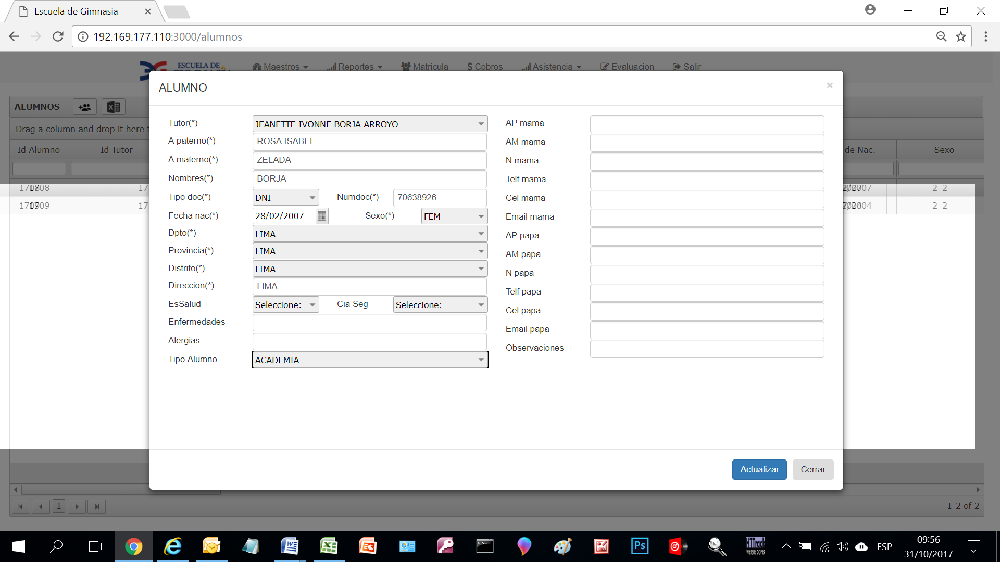 Escuela de Gimnasia
192.169.177.110:3000/alumnos
ESCUELA DE
Maestros
Reportes
Matricula
$ Cobros
Asistencia
Evaluacion
Salir
ALUMNO
×
ALUMNOS
Drag a column and drop it here
Id Alumno
Id Tutor
de Nac.
Sexo
2 2
2 2
Tutor(*)
JEANETTE IVONNE BORJA ARROYO
A paterno(*)
ROSA ISABEL
A materno(*)
ZELADA
Nombres(*)
BORJA
Tipo doc(*)
DNI
Numdoc(*)
70638926
Fecha nac(*)
28/02/2007
Sexo(*)
FEM
Dpto(*)
LIMA
Provincia(*)
LIMA
Distrito(*)
LIMA
Direccion(*)
LIMA
EsSalud
Seleccione:
Cia Seg
Seleccione:
Enfermedades
Alergias
Tipo Alumno
ACADEMIA
AP mama
AM mama
N mama
Telf mama
Cel mama
Email mama
AP papa
AM papa
N papa
Telf papa
Cel papa
Email papa
Observaciones
Actualizar
Cerrar
1
1-2 of 2
Ps
HTTrack
WEBSITE COPIER
ESP
09:56
31/10/2017